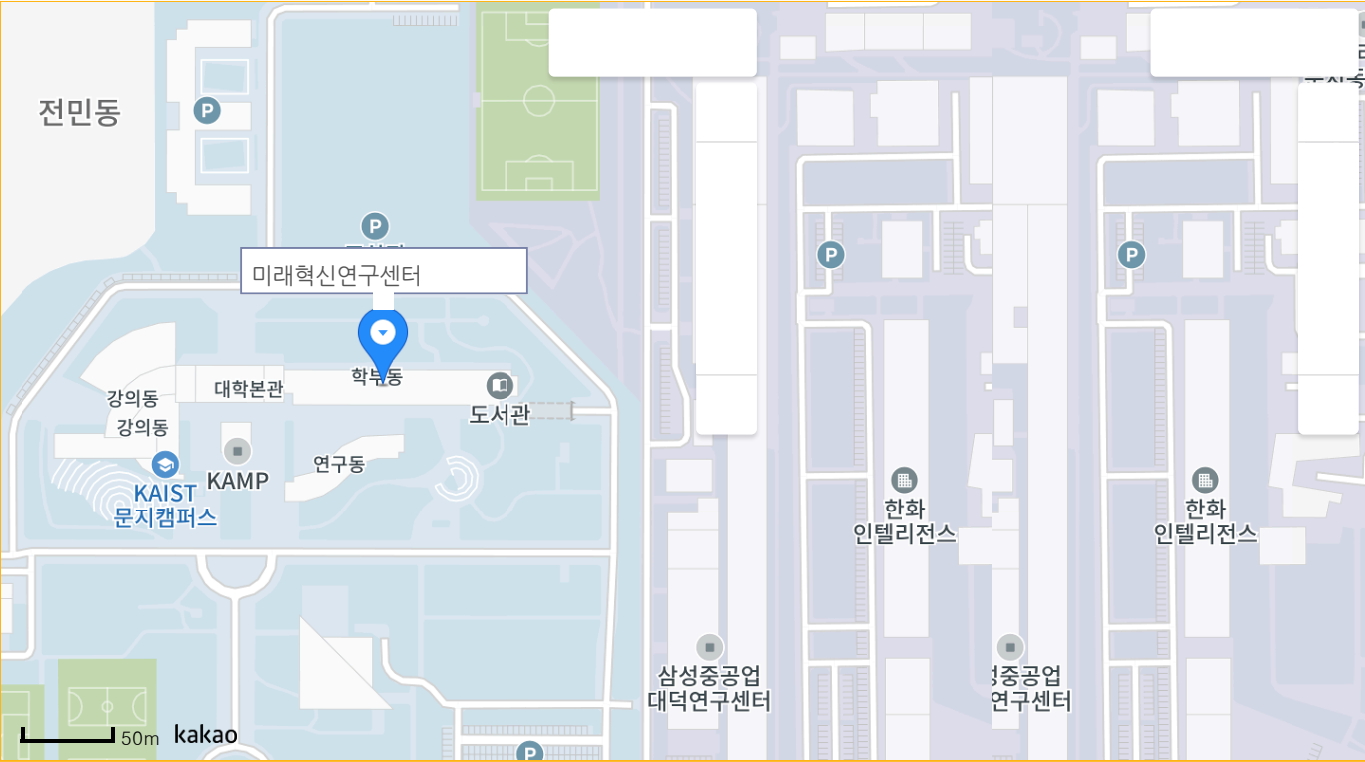 전민동
P
P
미래혁신연구센터
P
P
학부동
대학본관
강의동
강의동
도서관
연구동
KAMP
KAIST
문지캠퍼스
한화
인텔리전스
한화
인텔리전스
삼성중공업
대덕연구센터
성중공업
연구센터
50m
kakao
P